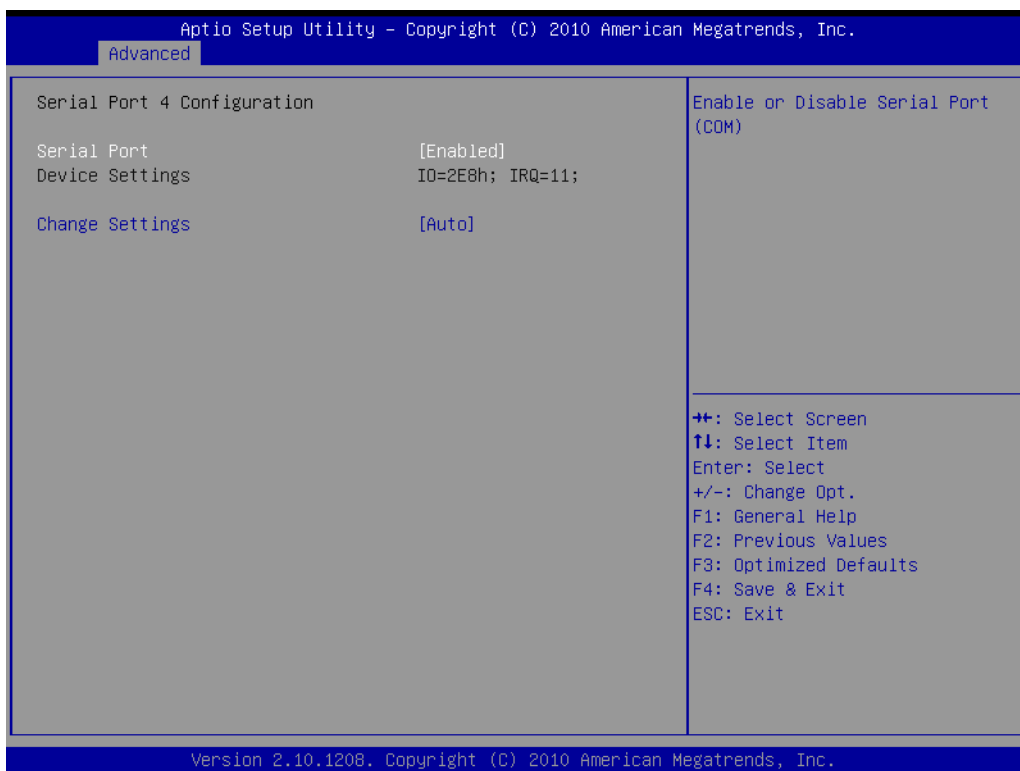 Aptio Setup Utility – Copyright (C) 2010 American Megatrends, Inc.
Advanced
Serial Port 4 Configuration
Serial Port [Enabled]
Device Settings IO=2E8h; IRQ=11;
Change Settings [Auto]
Enable or Disable Serial Port
(COM)
→←: Select Screen
↑↓: Select Item
Enter: Select
+/-: Change Opt.
F1: General Help
F2: Previous Values
F3: Optimized Defaults
F4: Save & Exit
ESC: Exit
Version 2.10.1208. Copyright (C) 2010 American Megatrends, Inc.